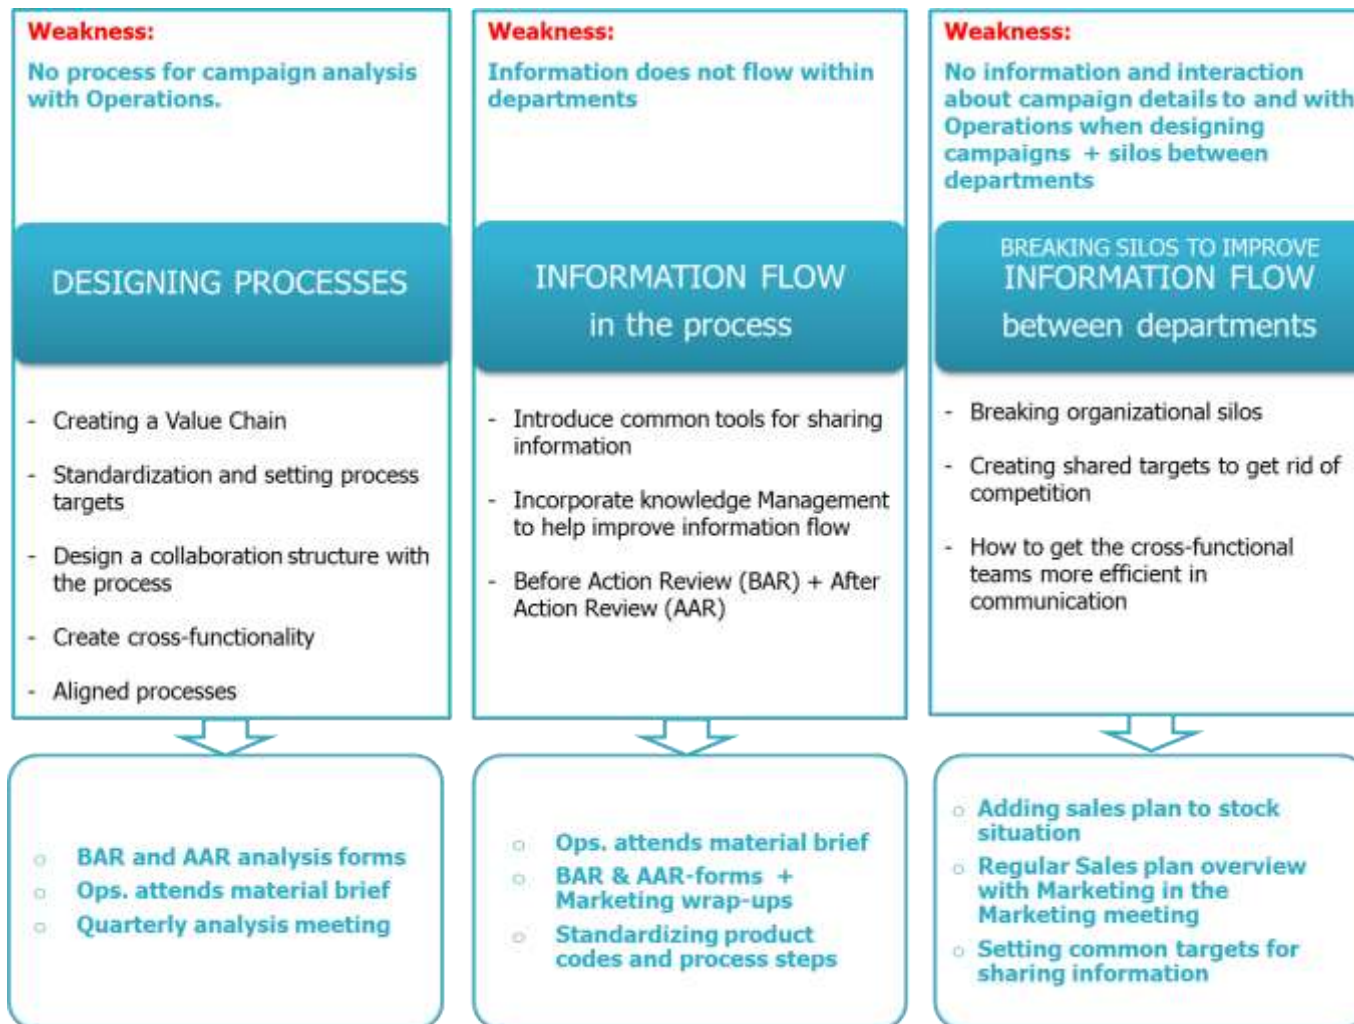 Weakness:
No process for campaign analysis
with Operations.
DESIGNING PROCESSES
- Creating a Value Chain
- Standardization and setting process
targets
- Design a collaboration structure with
the process
- Create cross-functionality
- Aligned processes
○ BAR and AAR analysis forms
○ Ops. attends material brief
○ Quarterly analysis meeting
Weakness:
Information does not flow within
departments
INFORMATION FLOW
in the process
- Introduce common tools for sharing
information
- Incorporate knowledge Management
to help improve information flow
- Before Action Review (BAR) + After
Action Review (AAR)
○ Ops. attends material brief
○ BAR & AAR-forms +
Marketing wrap-ups
○ Standardizing product
codes and process steps
Weakness:
No information and interaction
about campaign details to and with
Operations when designing
campaigns + silos between
departments
BREAKING SILOS TO IMPROVE
INFORMATION FLOW
between departments
- Breaking organizational silos
- Creating shared targets to get rid of
competition
- How to get the cross-functional
teams more efficient in
communication
○ Adding sales plan to stock
situation
○ Regular Sales plan overview
with Marketing in the
Marketing meeting
○ Setting common targets for
sharing information